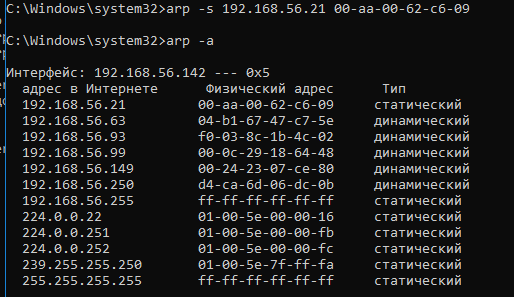 C:\Windows\system32>arp -s 192.168.56.21 00-aa-00-62-c6-09
C:\Windows\system32>arp -a
Интерфейс: 192.168.56.142 --- 0x5
адрес в Интернете Физический адрес Тип
192.168.56.21 00-aa-00-62-c6-09 статический
192.168.56.63 04-b1-67-47-c7-5e динамический
192.168.56.93 f0-03-8c-1b-4c-02 динамический
192.168.56.99 00-0c-29-18-64-48 динамический
192.168.56.149 00-24-23-07-ce-80 динамический
192.168.56.250 d4-ca-6d-06-dc-0b динамический
192.168.56.255 ff-ff-ff-ff-ff-ff статический
224.0.0.22 01-00-5e-00-00-16 статический
224.0.0.251 01-00-5e-00-00-fb статический
224.0.0.252 01-00-5e-00-00-fc статический
239.255.255.250 01-00-5e-7f-ff-fa статический
255.255.255.255 ff-ff-ff-ff-ff-ff статический